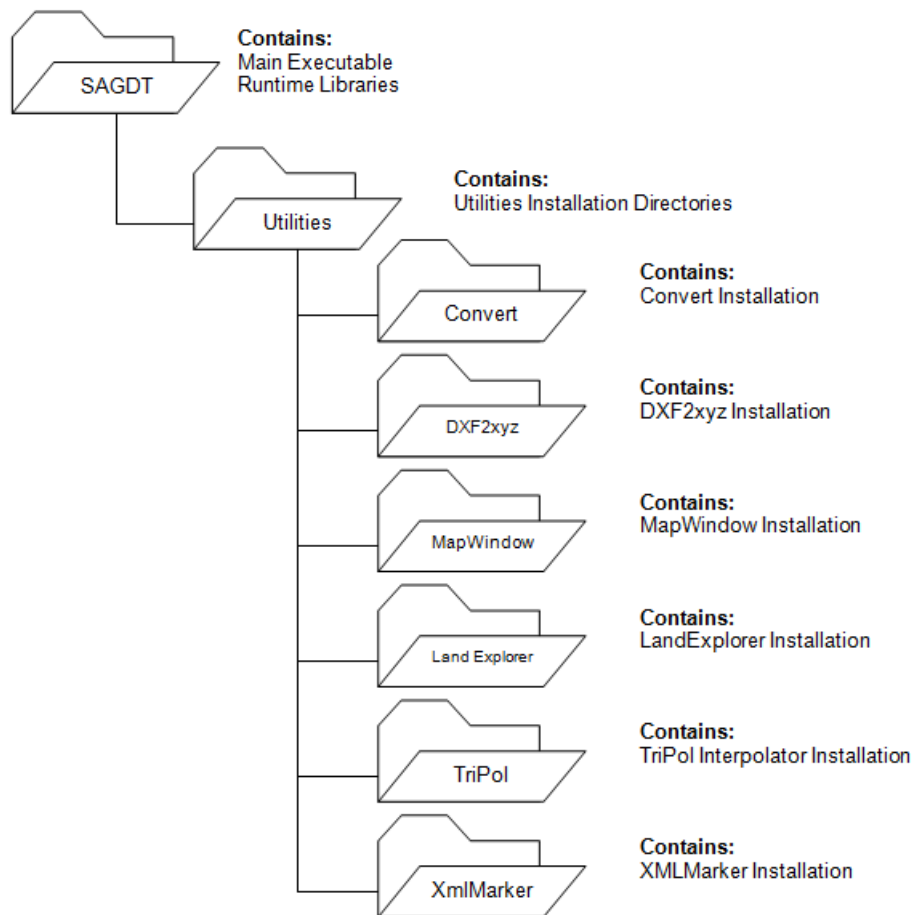 SAGDT
Contains:
Main Executable
Runtime Libraries
Utilities
Contains:
Utilities Installation Directories
Convert
Contains:
Convert Installation
DXF2xyz
Contains:
DXF2xyz Installation
MapWindow
Contains:
MapWindow Installation
Land Explorer
Contains:
LandExplorer Installation
TriPol
Contains:
TriPol Interpolator Installation
XmlMarker
Contains:
XMLMarker Installation